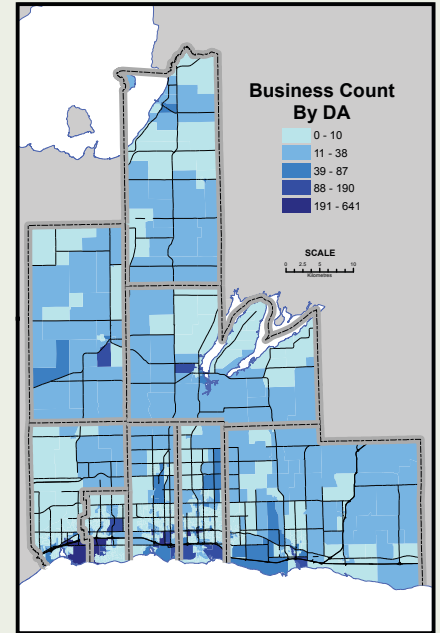 Business Count
By DA
0 - 10
11 - 38
39 - 87
88 - 190
191 - 641
SCALE
0 2.5 5 10
Kilometres